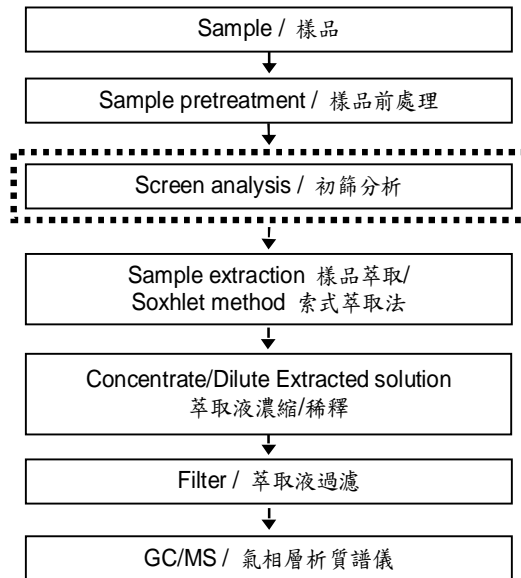 Sample / 樣品
Sample pretreatment / 樣品前處理
Screen analysis / 初篩分析
Sample extraction 樣品萃取/
Soxhlet method 索式萃取法
Concentrate/Dilute Extracted solution
萃取液濃縮/稀釋
Filter / 萃取液過濾
GC/MS / 氣相層析質譜儀